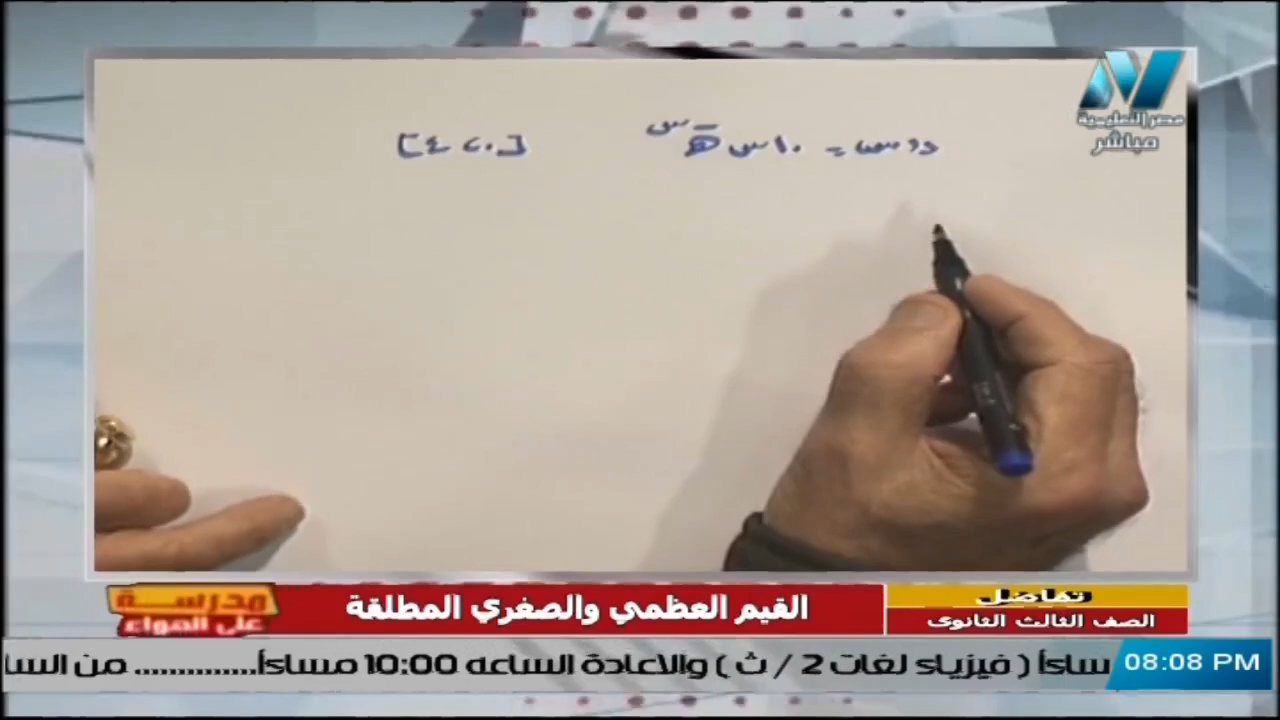 مصر التعليمية
مباشر
د(س) = ١٠ س هـ^-س [٠ ، ٤]
تفاضل
الصف الثالث الثانوى
القيم العظمي والصغري المطلقة
مدرسة
على الهواء
08:08 PM
ساءاً ( فيزياء لغات 2 / ث ) والاعادة الساعه 10:00 مساءاً............. من السا